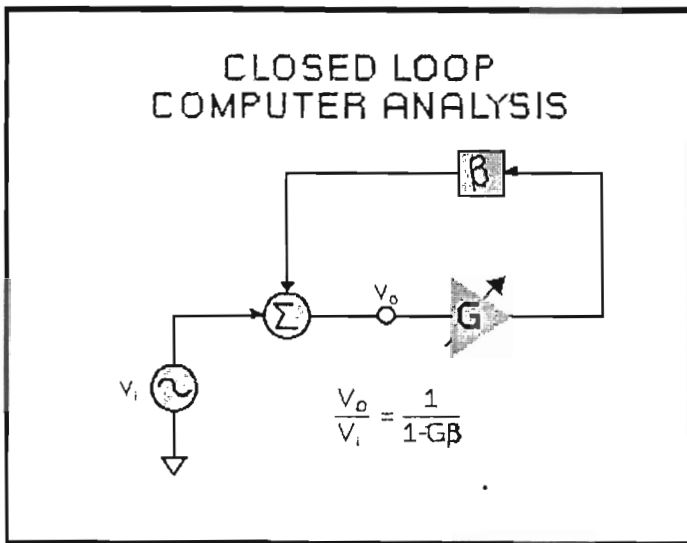 CLOSED LOOP
COMPUTER ANALYSIS
β
Vo
Σ
G
Vi
Vo/Vi = 1/(1-Gβ)